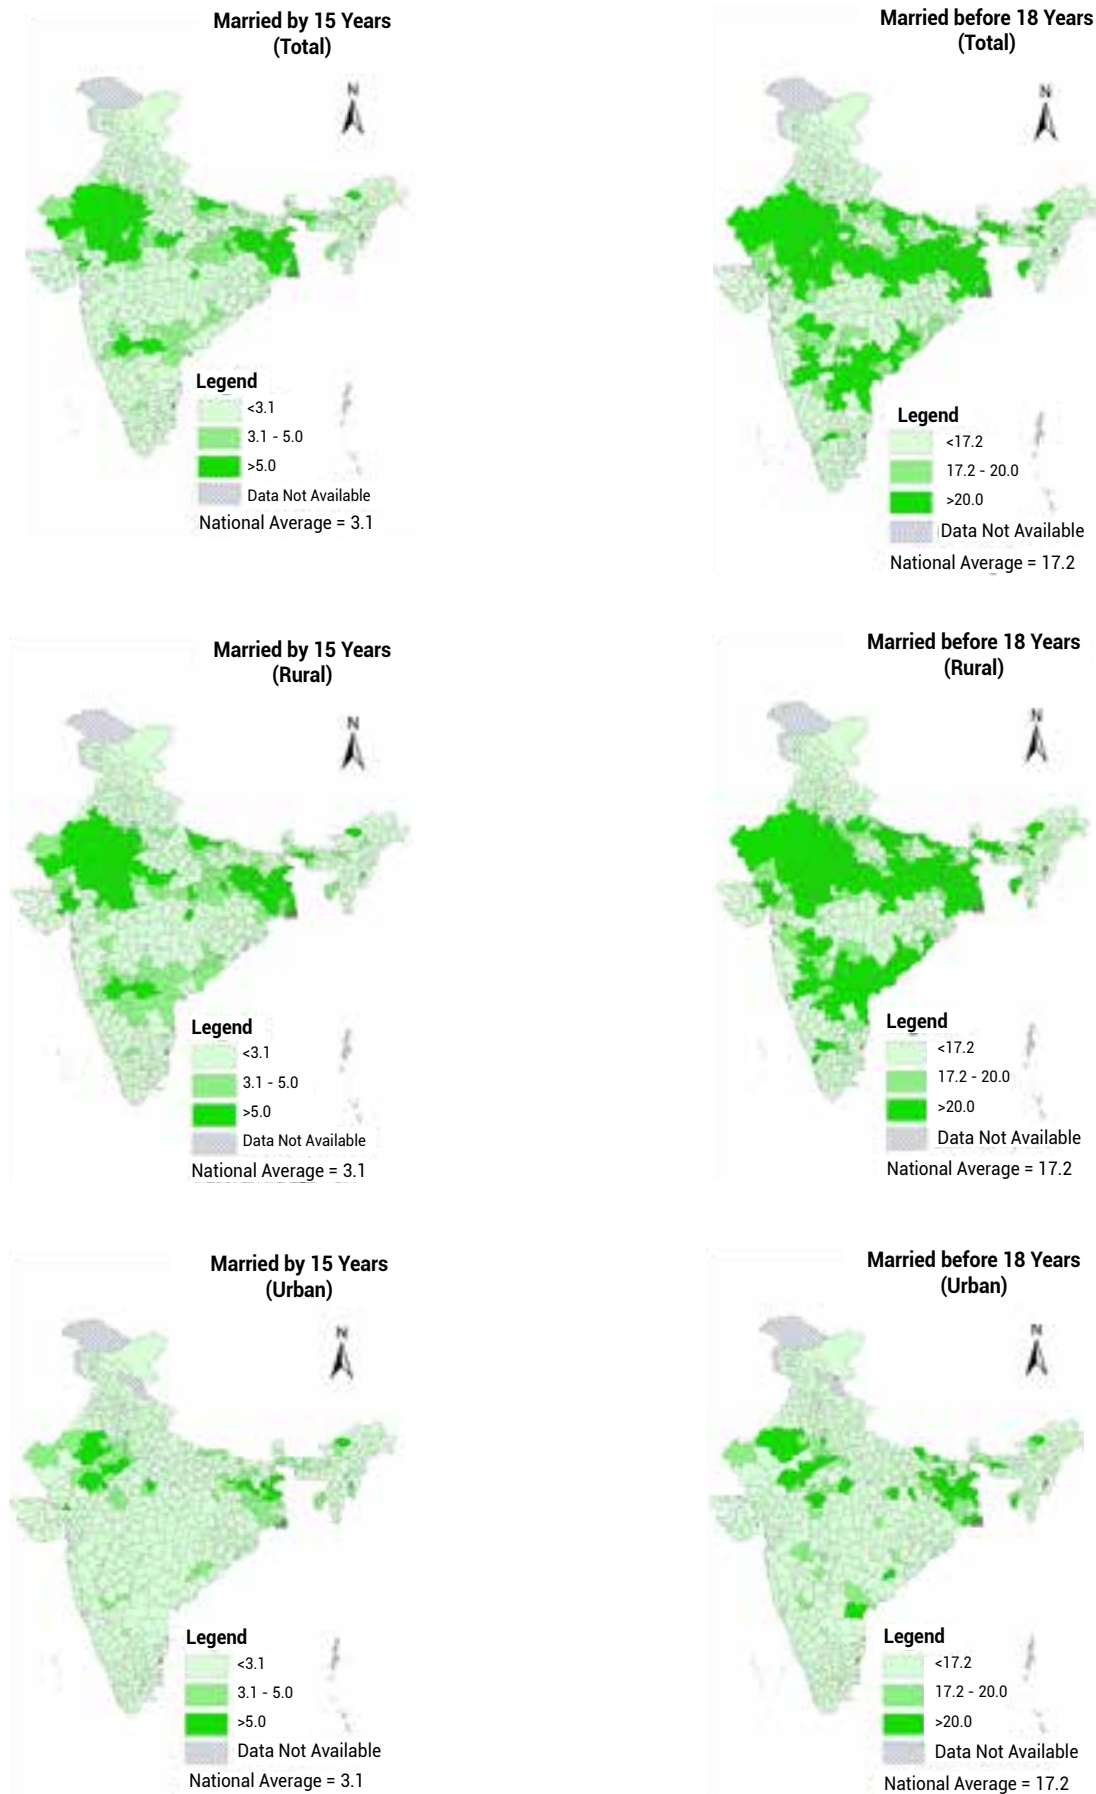 Married by 15 Years
(Total)
N
Legend
<3.1
3.1 - 5.0
>5.0
Data Not Available
National Average = 3.1
Married before 18 Years
(Total)
N
Legend
<17.2
17.2 - 20.0
>20.0
Data Not Available
National Average = 17.2
Married by 15 Years
(Rural)
N
Legend
<3.1
3.1 - 5.0
>5.0
Data Not Available
National Average = 3.1
Married before 18 Years
(Rural)
N
Legend
<17.2
17.2 - 20.0
>20.0
Data Not Available
National Average = 17.2
Married by 15 Years
(Urban)
N
Legend
<3.1
3.1 - 5.0
>5.0
Data Not Available
National Average = 3.1
Married before 18 Years
(Urban)
N
Legend
<17.2
17.2 - 20.0
>20.0
Data Not Available
National Average = 17.2